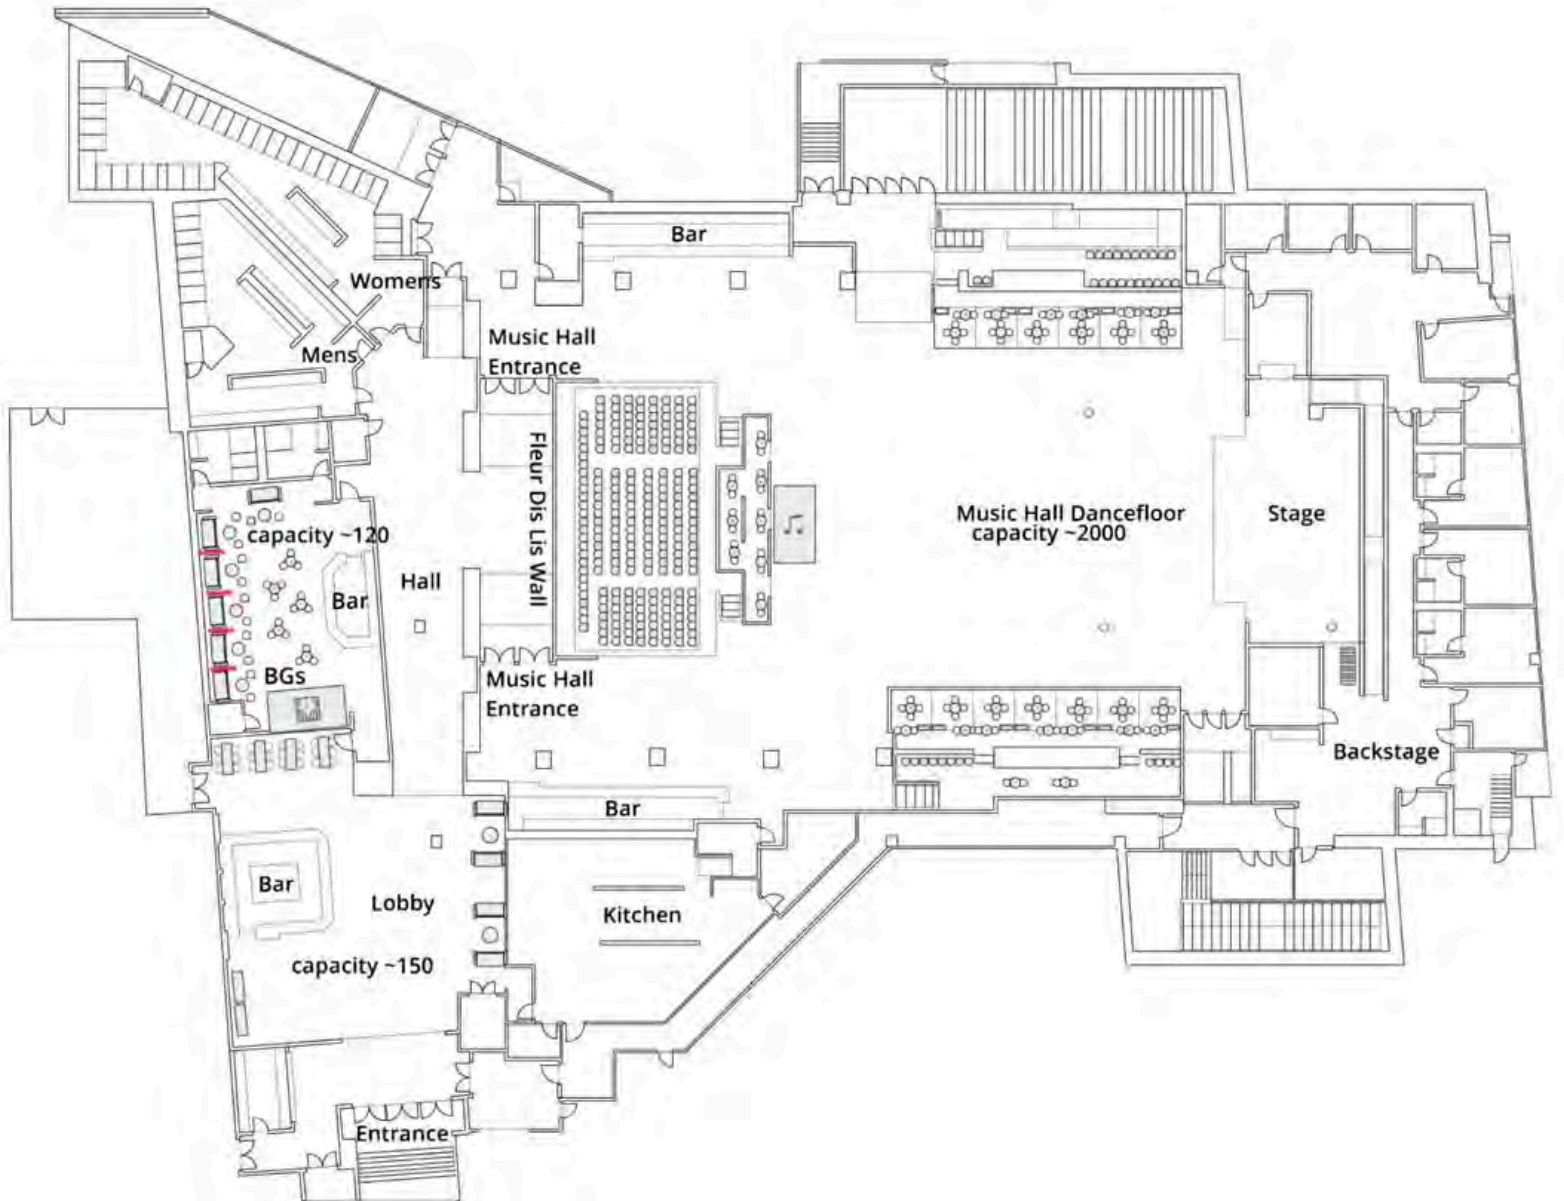 Bar
Womens
Music Hall
Entrance
Mens
Fleur Dis Lis Wall
capacity ~120
Music Hall Dancefloor
capacity ~2000
Stage
Hall
Bar
BGs
Music Hall
Entrance
Backstage
Bar
Bar
Lobby
Kitchen
capacity ~150
Entrance